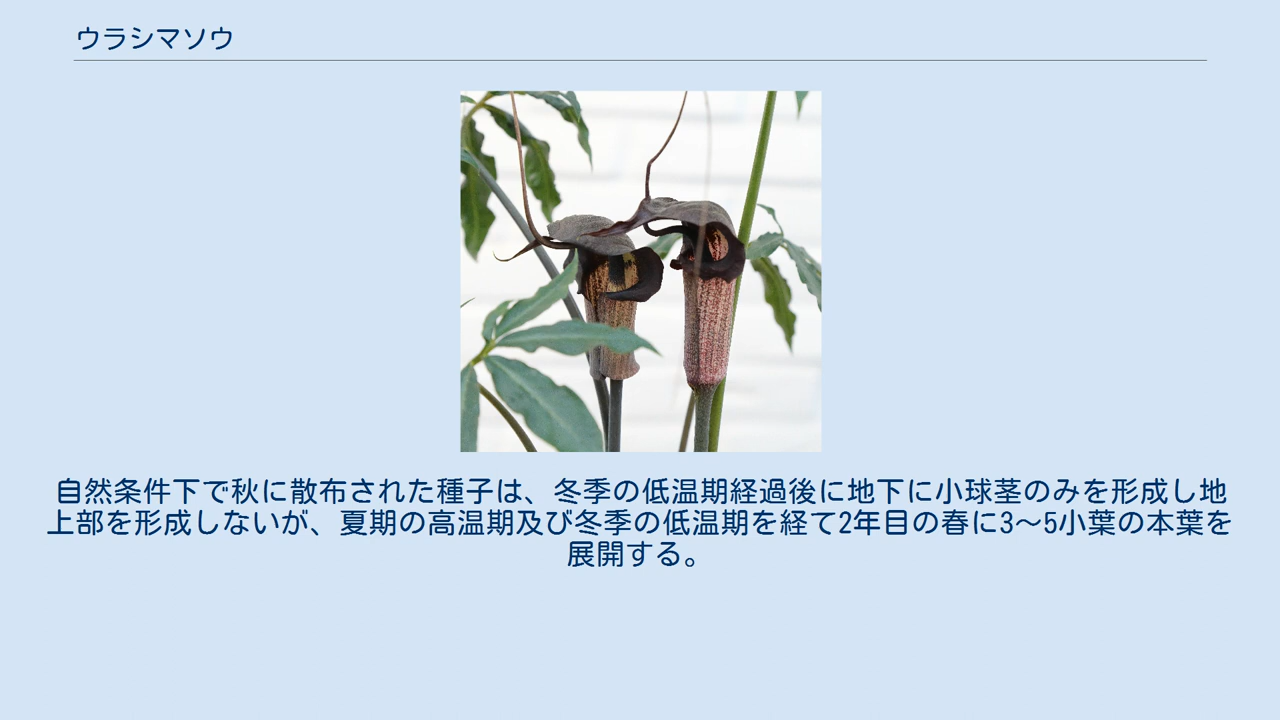 ウラシマソウ
自然条件下で秋に散布された種子は、冬季の低温期経過後に地下に小球茎のみを形成し地
上部を形成しないが、夏期の高温期及び冬季の低温期を経て2年目の春に3〜5小葉の本葉を
展開する。